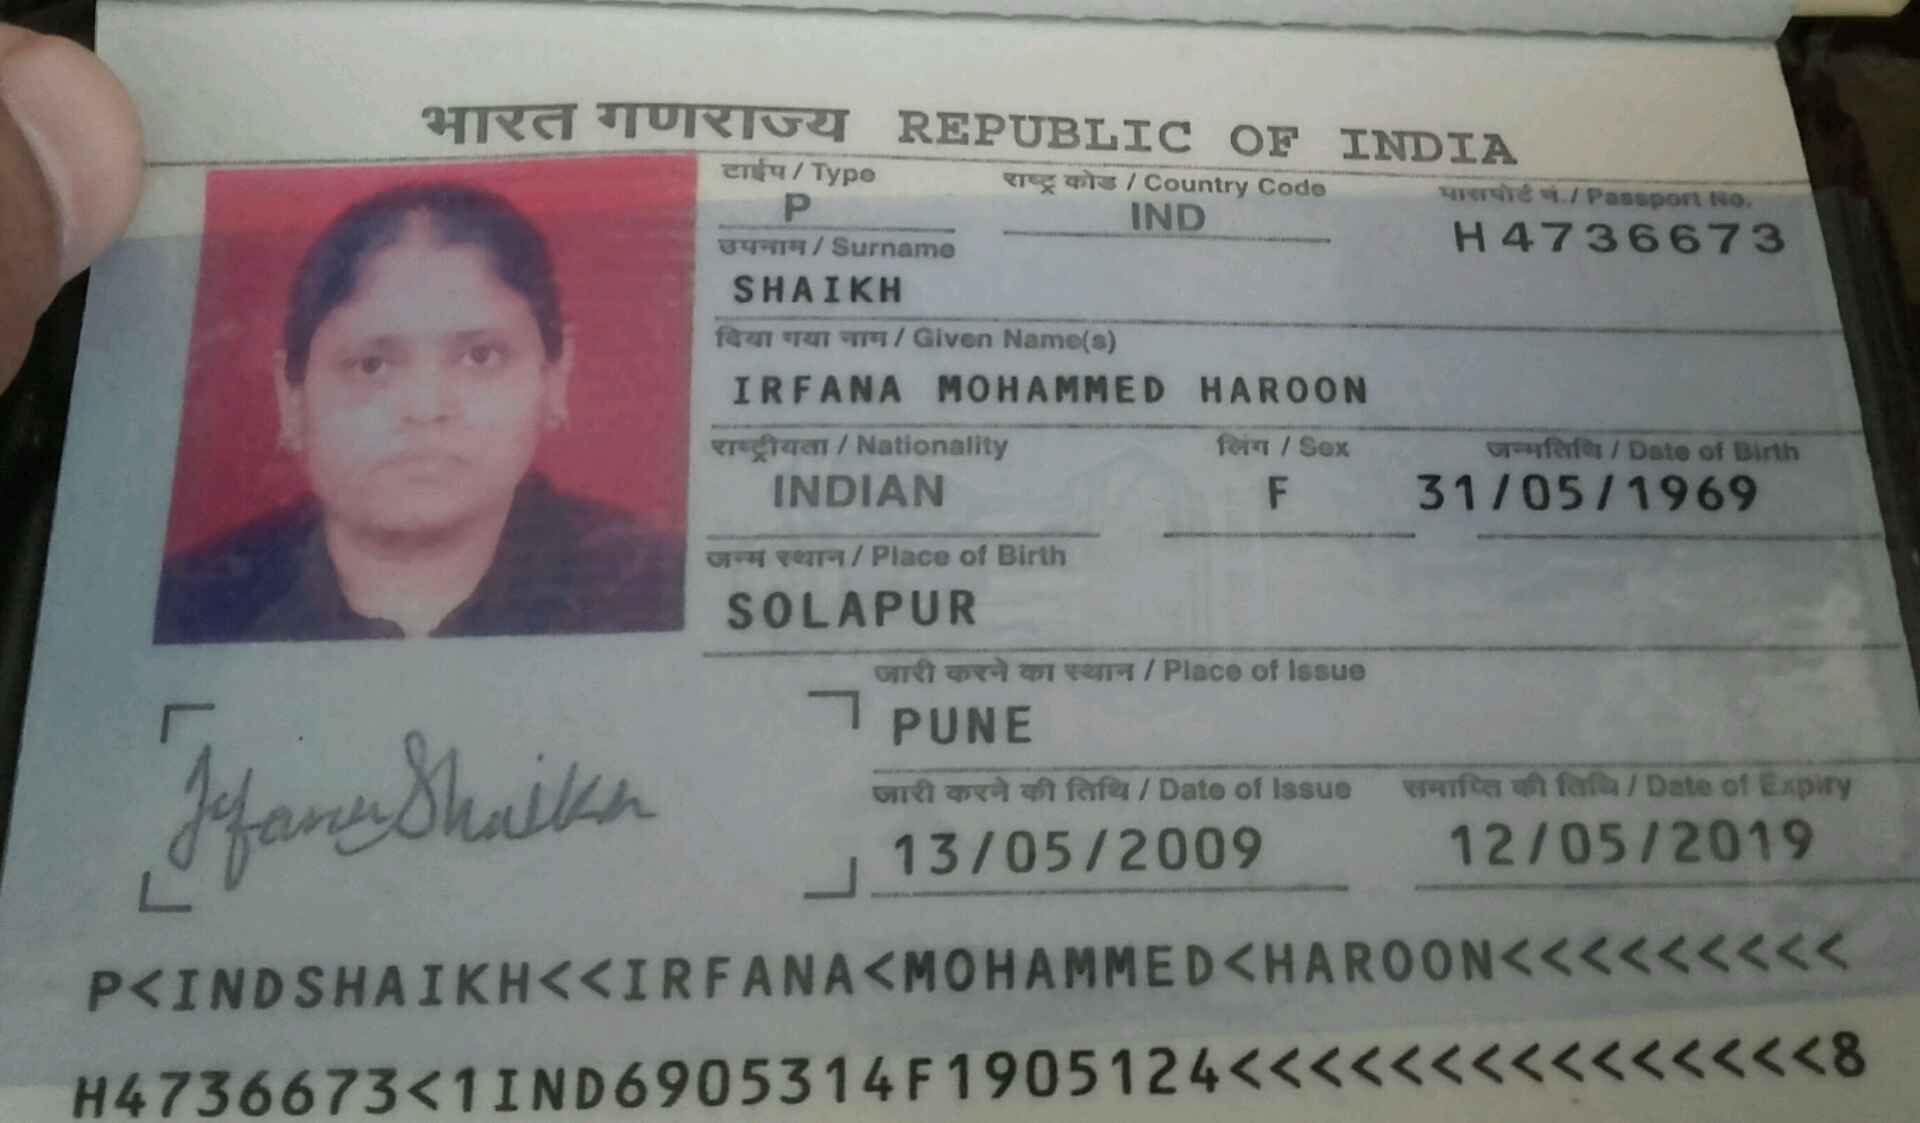 भारत गणराज्य REPUBLIC OF INDIA
टाईप / Type राष्ट्र कोड / Country Code पासपोर्ट नं. / Passport No.
P IND H4736673
उपनाम / Surname
SHAIKH
दिया गया नाम / Given Name(s)
IRFANA MOHAMMED HAROON
राष्ट्रीयता / Nationality लिंग / Sex जन्मतिथि / Date of Birth
INDIAN F 31/05/1969
जन्म स्थान / Place of Birth
SOLAPUR
जारी करने का स्थान / Place of Issue
PUNE
जारी करने की तिथि / Date of Issue समाप्ति की तिथि / Date of Expiry
13/05/2009 12/05/2019
Irfana Shaikh
P<INDSHAIKH<<IRFANA<MOHAMMED<HAROON<<<<<<<<<
H4736673<1IND6905314F1905124<<<<<<<<<<<<<<<8